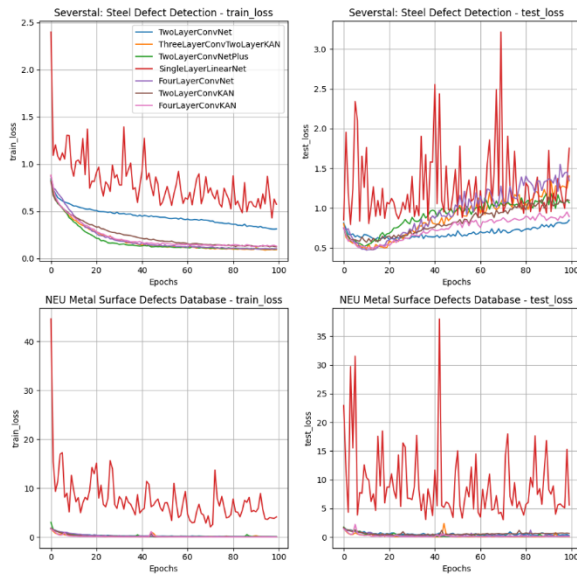 Severstal: Steel Defect Detection - train_loss
train_loss
2.5
2.0
1.5
1.0
0.5
0.0
TwoLayerConvNet
ThreeLayerConvTwoLayerKAN
TwoLayerConvNetPlus
SingleLayerLinearNet
FourLayerConvNet
TwoLayerConvKAN
FourLayerConvKAN
0 20 40 60 80 100
Epochs
Severstal: Steel Defect Detection - test_loss
test_loss
3.0
2.5
2.0
1.5
1.0
0.5
0 20 40 60 80 100
Epochs
NEU Metal Surface Defects Database - train_loss
train_loss
40
30
20
10
0
0 20 40 60 80 100
Epochs
NEU Metal Surface Defects Database - test_loss
test_loss
35
30
25
20
15
10
5
0
0 20 40 60 80 100
Epochs